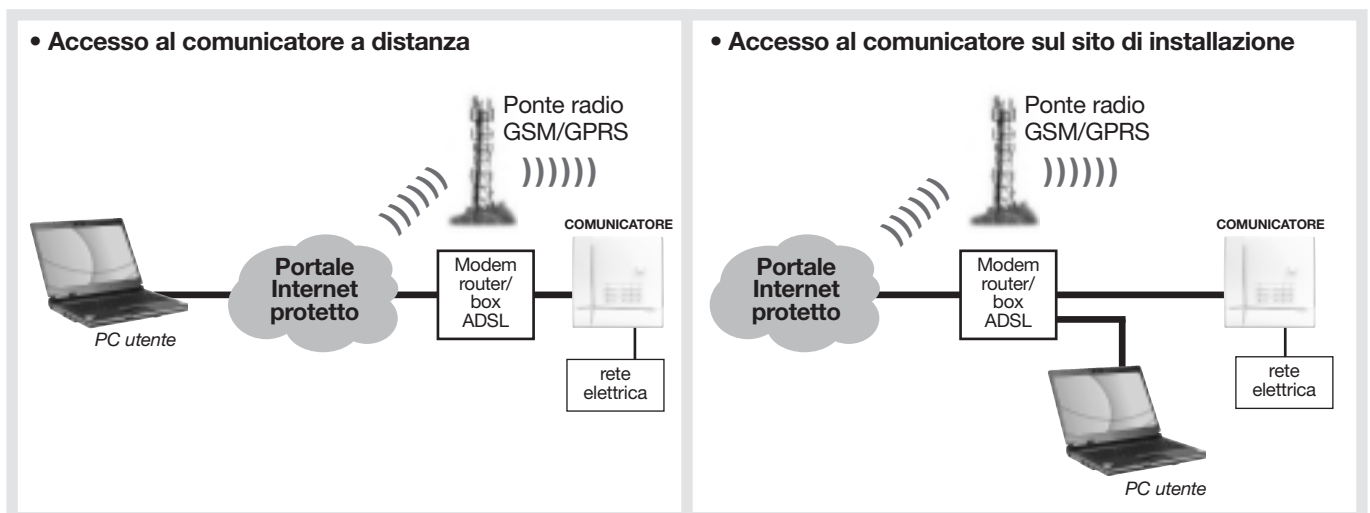 • Accesso al comunicatore a distanza
Ponte radio
GSM/GPRS
COMUNICATORE
Portale
Internet
protetto
Modem
router/
box
ADSL
PC utente
rete
elettrica
• Accesso al comunicatore sul sito di installazione
Ponte radio
GSM/GPRS
COMUNICATORE
Portale
Internet
protetto
Modem
router/
box
ADSL
rete
elettrica
PC utente